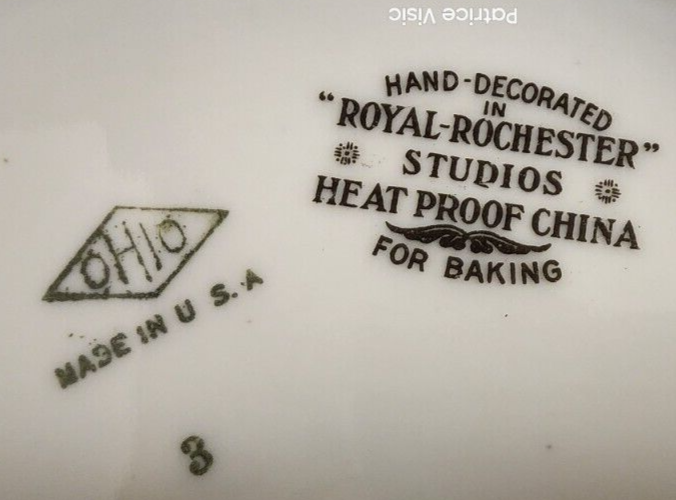 Patrice Visic
HAND-DECORATED
IN
"ROYAL-ROCHESTER"
STUDIOS
HEAT PROOF CHINA
FOR BAKING
OHIO
MADE IN U S. A
3